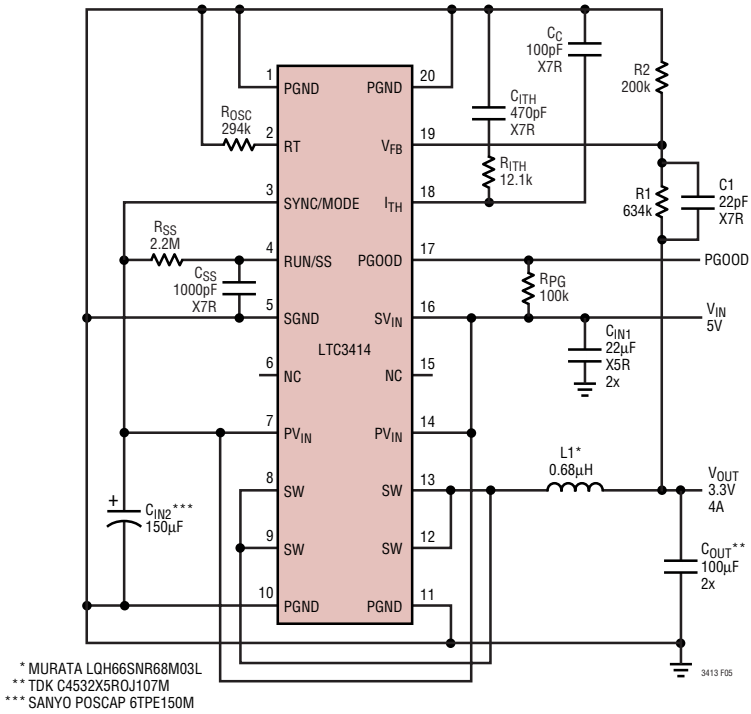 1
PGND
PGND
20
ROSC
294k
2
RT
VFB
19
3
SYNC/MODE
ITH
18
RSS
2.2M
4
RUN/SS
PGOOD
17
CSS
1000pF
X7R
5
SGND
SVIN
16
LTC3414
6
NC
NC
15
7
PVIN
PVIN
14
8
SW
SW
13
9
SW
SW
12
10
PGND
PGND
11
CITH
470pF
X7R
RITH
12.1k
CC
100pF
X7R
R2
200k
R1
634k
C1
22pF
X7R
RPG
100k
PGOOD
VIN
5V
CIN1
22µF
X5R
2x
L1*
0.68µH
VOUT
3.3V
4A
COUT**
100µF
2x
+
CIN2***
150µF
3413 F05
* MURATA LQH66SNR68M03L
** TDK C4532X5R0J107M
*** SANYO POSCAP 6TPE150M